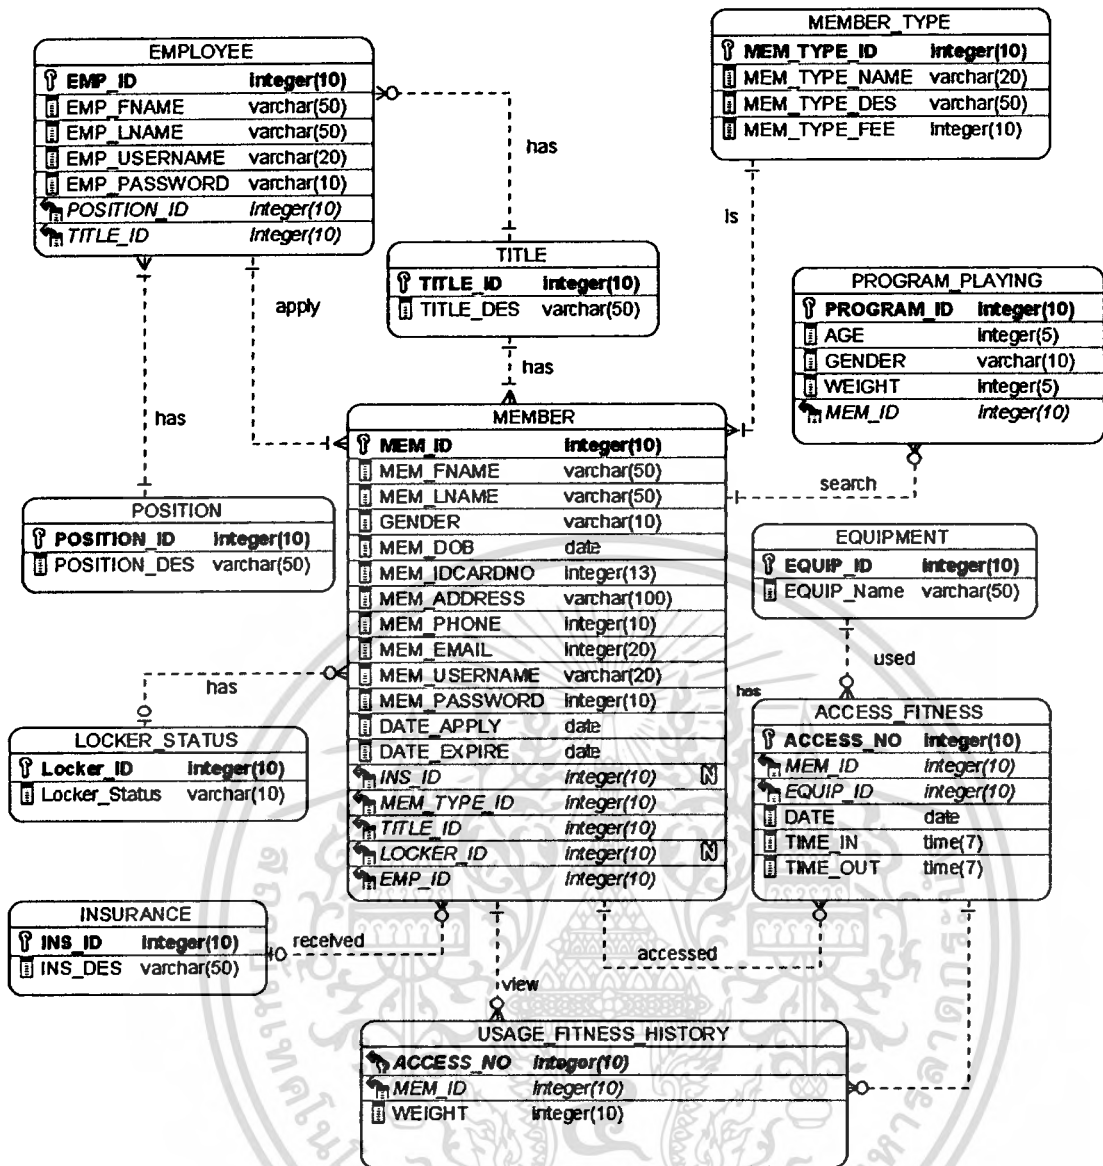 EMPLOYEE
EMP_ID integer(10)
EMP_FNAME varchar(50)
EMP_LNAME varchar(50)
EMP_USERNAME varchar(20)
EMP_PASSWORD varchar(10)
POSITION_ID integer(10)
TITLE_ID integer(10)
MEMBER_TYPE
MEM_TYPE_ID integer(10)
MEM_TYPE_NAME varchar(20)
MEM_TYPE_DES varchar(50)
MEM_TYPE_FEE integer(10)
has
is
TITLE
TITLE_ID integer(10)
TITLE_DES varchar(50)
apply
has
has
PROGRAM_PLAYING
PROGRAM_ID integer(10)
AGE integer(5)
GENDER varchar(10)
WEIGHT integer(5)
MEM_ID integer(10)
search
POSITION
POSITION_ID integer(10)
POSITION_DES varchar(50)
MEMBER
MEM_ID integer(10)
MEM_FNAME varchar(50)
MEM_LNAME varchar(50)
GENDER varchar(10)
MEM_DOB date
MEM_IDCARDNO integer(13)
MEM_ADDRESS varchar(100)
MEM_PHONE integer(10)
MEM_EMAIL integer(20)
MEM_USERNAME varchar(20)
MEM_PASSWORD integer(10)
DATE_APPLY date
DATE_EXPIRE date
INS_ID integer(10) N
MEM_TYPE_ID integer(10)
TITLE_ID integer(10)
LOCKER_ID integer(10) N
EMP_ID integer(10)
EQUIPMENT
EQUIP_ID integer(10)
EQUIP_Name varchar(50)
used
has
has
ACCESS_FITNESS
ACCESS_NO integer(10)
MEM_ID integer(10)
EQUIP_ID integer(10)
DATE date
TIME_IN time(7)
TIME_OUT time(7)
LOCKER_STATUS
Locker_ID integer(10)
Locker_Status varchar(10)
INSURANCE
INS_ID integer(10)
INS_DES varchar(50)
received
accessed
view
USAGE_FITNESS_HISTORY
ACCESS_NO integer(10)
MEM_ID integer(10)
WEIGHT integer(10)